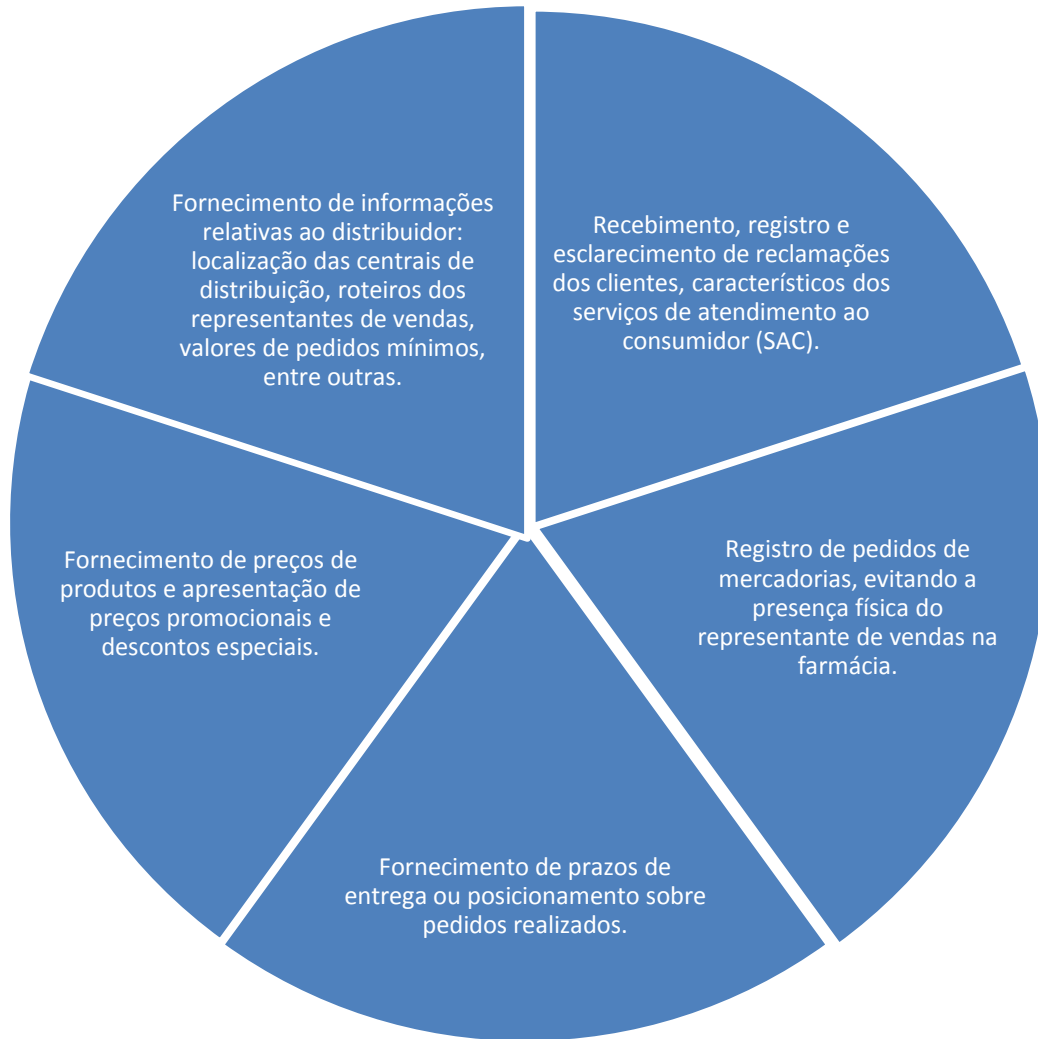 Fornecimento de informações
relativas ao distribuidor:
localização das centrais de
distribuição, roteiros dos
representantes de vendas,
valores de pedidos mínimos,
entre outras.
Recebimento, registro e
esclarecimento de reclamações
dos clientes, característicos dos
serviços de atendimento ao
consumidor (SAC).
Registro de pedidos de
mercadorias, evitando a
presença física do
representante de vendas na
farmácia.
Fornecimento de prazos de
entrega ou posicionamento sobre
pedidos realizados.
Fornecimento de preços de
produtos e apresentação de
preços promocionais e
descontos especiais.